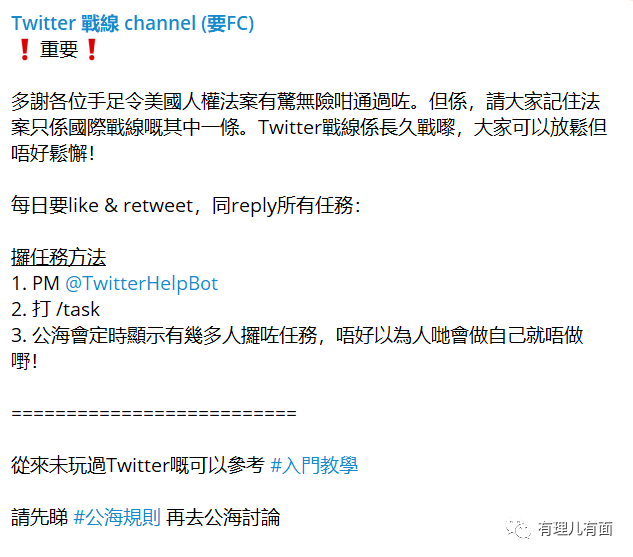 Twitter 戰線 channel (要FC)
❗重要❗
多謝各位手足令美國人權法案有驚無險咁通過咗。但係，請大家記住法
案只係國際戰線嘅其中一條。Twitter戰線係長久戰嚟，大家可以放鬆但
唔好鬆懈！
每日要like & retweet，同reply所有任務：
攞任務方法
1. PM @TwitterHelpBot
2. 打 /task
3. 公海會定時顯示有幾多人攞咗任務，唔好以為人哋會做自己就唔做
嘢！
==========================
從來未玩過Twitter嘅可以參考 #入門教學
請先睇 #公海規則 再去公海討論
有理儿有面